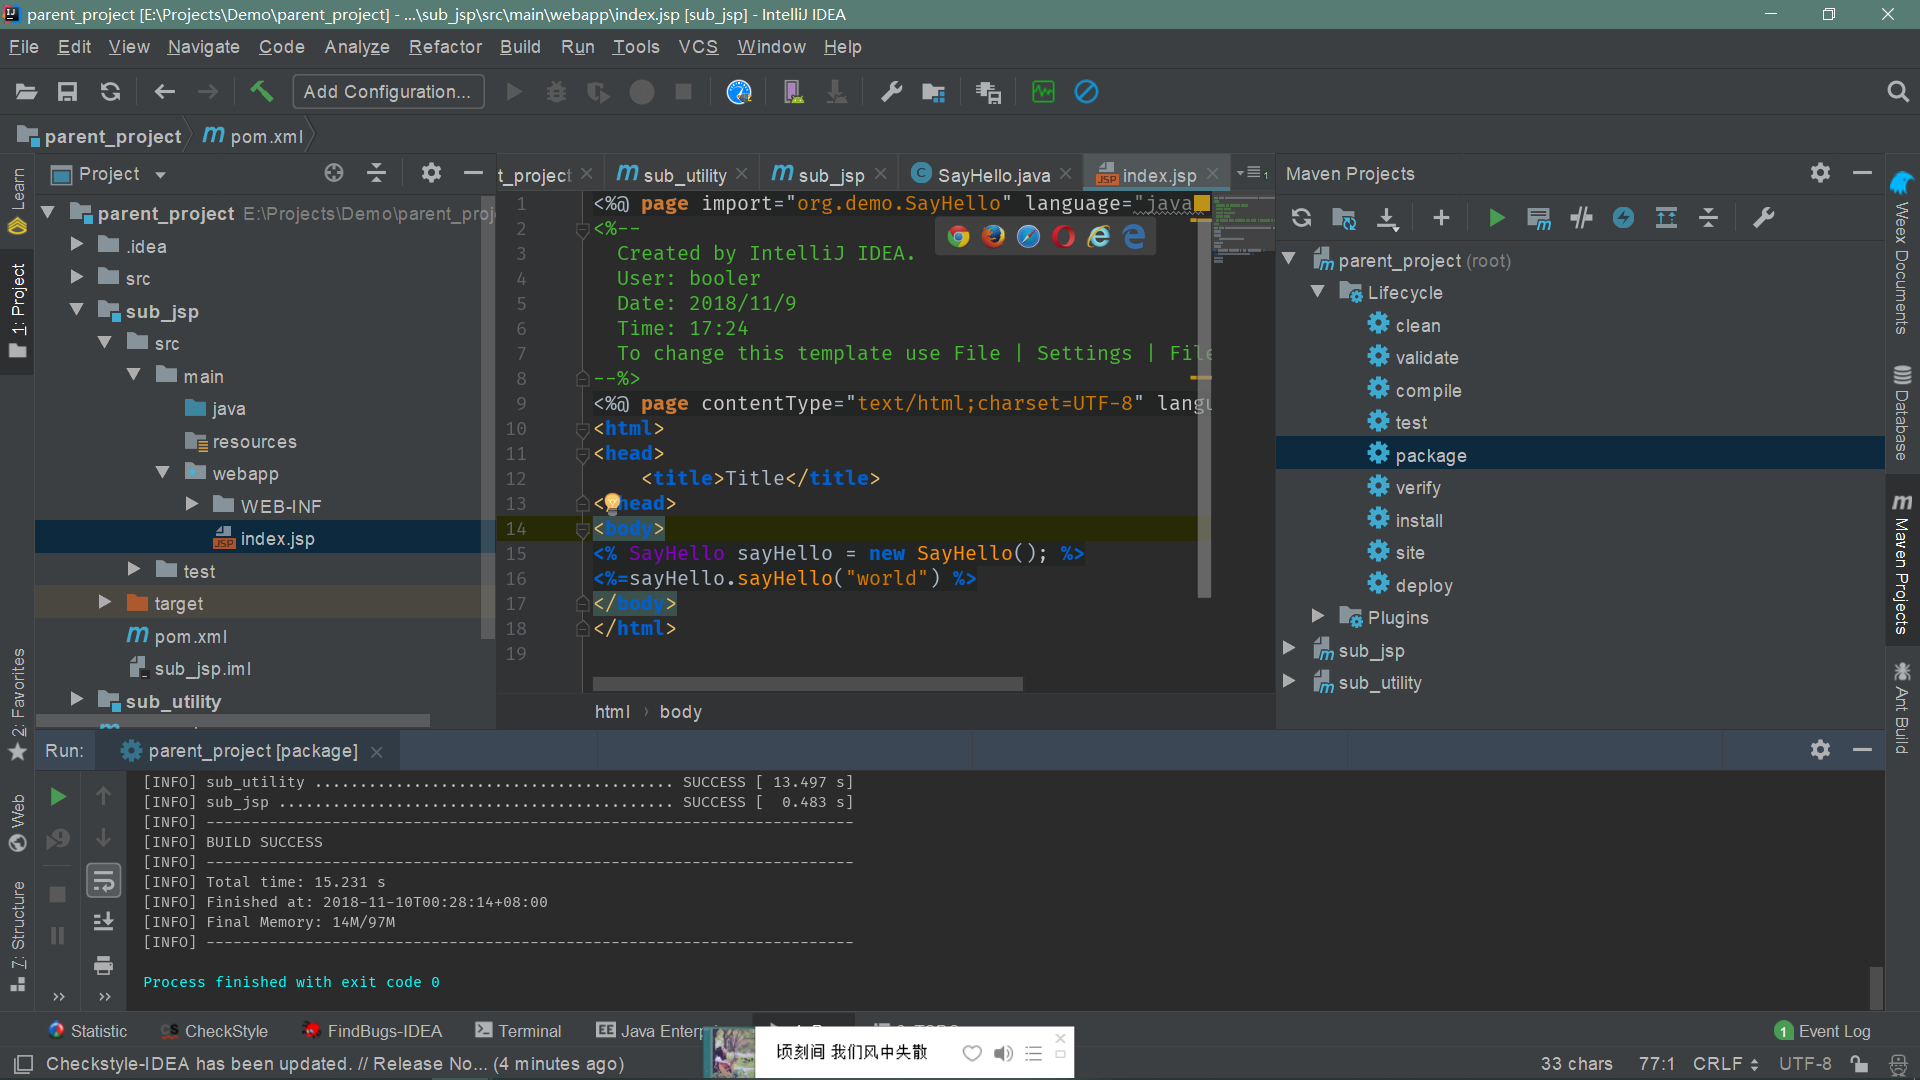 parent_project [E:\Projects\Demo\parent_project] - ...\sub_jsp\src\main\webapp\index.jsp [sub_jsp] - IntelliJ IDEA
File Edit View Navigate Code Analyze Refactor Build Run Tools VCS Window Help
Add Configuration...
parent_project pom.xml
Project
t_project sub_utility sub_jsp SayHello.java index.jsp
Maven Projects
Learn
1: Project
2: Favorites
Web
7: Structure
parent_project E:\Projects\Demo\parent_proj
.idea
src
sub_jsp
src
main
java
resources
webapp
WEB-INF
index.jsp
test
target
pom.xml
sub_jsp.iml
sub_utility
1 <%@ page import="org.demo.SayHello" language="java
2 <%--
3 Created by IntelliJ IDEA.
4 User: booler
5 Date: 2018/11/9
6 Time: 17:24
7 To change this template use File | Settings | File
8 --%>
9 <%@ page contentType="text/html;charset=UTF-8" langu
10 <html>
11 <head>
12 <title>Title</title>
13 < head>
14 <body>
15 <% SayHello sayHello = new SayHello(); %>
16 <%=sayHello.sayHello("world") %>
17 </body>
18 </html>
19
html › body
parent_project (root)
Lifecycle
clean
validate
compile
test
package
verify
install
site
deploy
Plugins
sub_jsp
sub_utility
Weex Documents
Database
Maven Projects
Ant Build
Run: parent_project [package]
[INFO] sub_utility ........................................ SUCCESS [ 13.497 s]
[INFO] sub_jsp ............................................ SUCCESS [  0.483 s]
[INFO] ------------------------------------------------------------------------
[INFO] BUILD SUCCESS
[INFO] ------------------------------------------------------------------------
[INFO] Total time: 15.231 s
[INFO] Finished at: 2018-11-10T00:28:14+08:00
[INFO] Final Memory: 14M/97M
[INFO] ------------------------------------------------------------------------
Process finished with exit code 0
Statistic CheckStyle FindBugs-IDEA Terminal Java Enterp 1 Event Log
顷刻间 我们风中失散
Checkstyle-IDEA has been updated. // Release No... (4 minutes ago) 33 chars 77:1 CRLF UTF-8